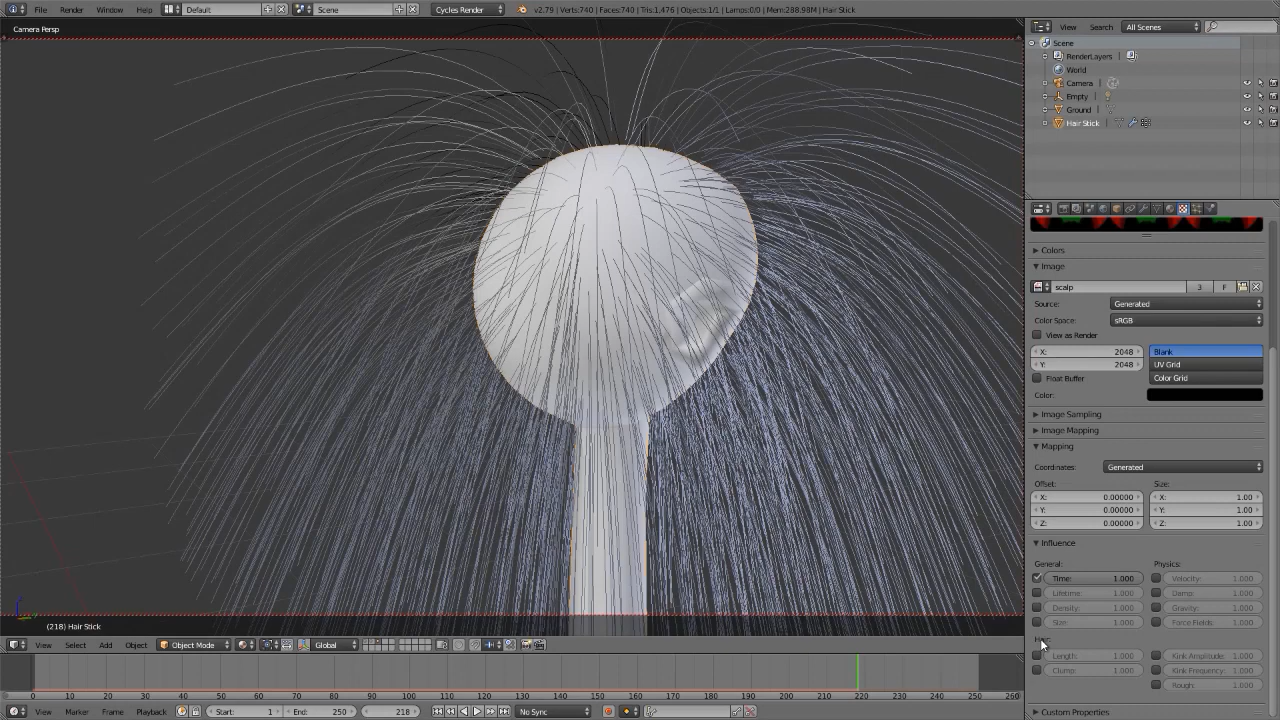 File Render Window Help Default Scene Cycles Render v2.79 | Verts:740 | Faces:740 | Tris:1,476 | Objects:1/1 | Lamps:0/0 | Mem:288.98M | Hair Stick
Camera Persp
View Search All Scenes
Scene
RenderLayers
World
Camera
Empty
Ground
Hair Stick
Colors
Image
scalp 3 F
Source: Generated
Color Space: sRGB
View as Render
X: 2048 Blank
Y: 2048 UV Grid
Float Buffer Color Grid
Color:
Image Sampling
Image Mapping
Mapping
Coordinates: Generated
Offset: Size:
X: 0.00000 X: 1.00
Y: 0.00000 Y: 1.00
Z: 0.00000 Z: 1.00
Influence
General: Physics:
Time: 1.000 Velocity: 1.000
Lifetime: 1.000 Damp: 1.000
Density: 1.000 Gravity: 1.000
Size: 1.000 Force Fields 1.000
Hair:
Length: 1.000 Kink Amplitude: 1.000
Clump: 1.000 Kink Frequency: 1.000
Rough: 1.000
Custom Properties
(218) Hair Stick
View Select Add Object Object Mode Global
0 10 20 30 40 50 60 70 80 90 100 110 120 130 140 150 160 170 180 190 200 210 220 230 240 250 260
View Marker Frame Playback Start: 1 End: 250 218 No Sync